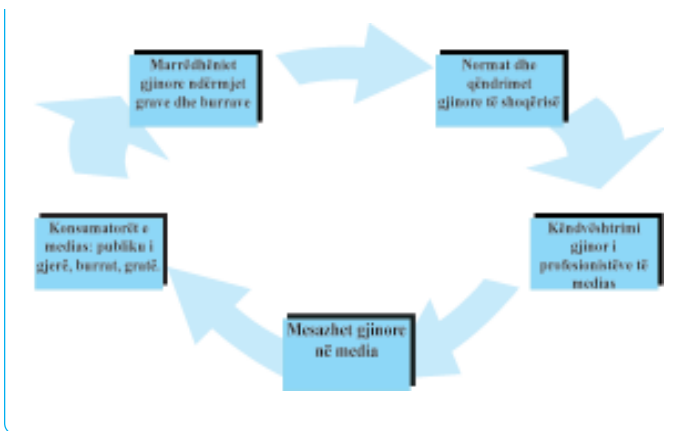 Marrëdhëniet
gjinore ndërmjet
grave dhe burrave
Normat dhe
qëndrimet
gjinore të shoqërisë
Këndvështrimi
gjinor i
profesionistëve të
medias
Mesazhet gjinore
në media
Konsumatorët e
medias: publiku i
gjerë, burrat, gratë.